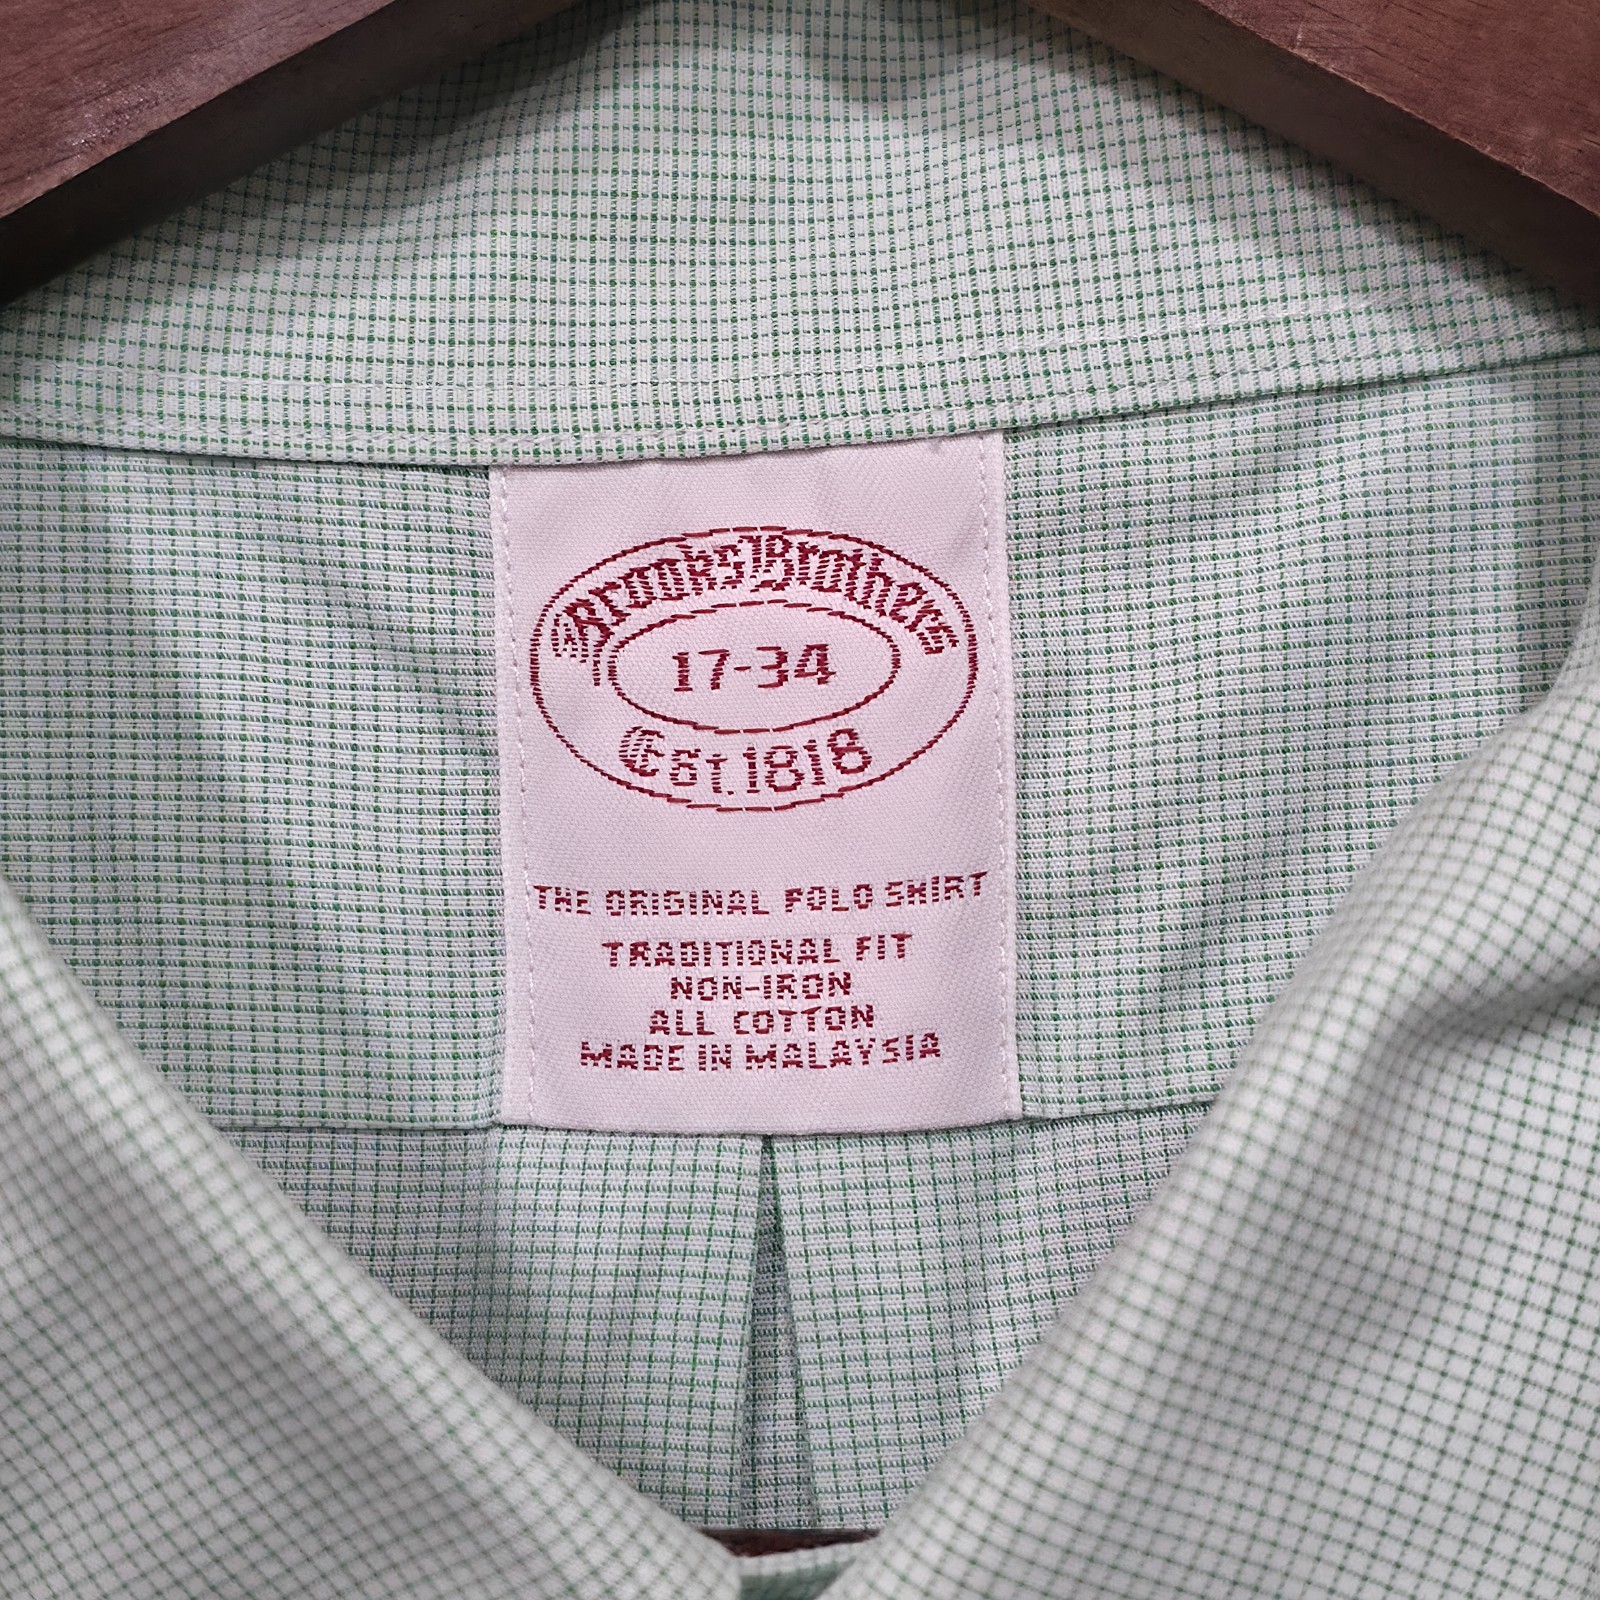 Brooks Brothers
17-34
Est. 1818
THE ORIGINAL POLO SHIRT
TRADITIONAL FIT
NON-IRON
ALL COTTON
MADE IN MALAYSIA